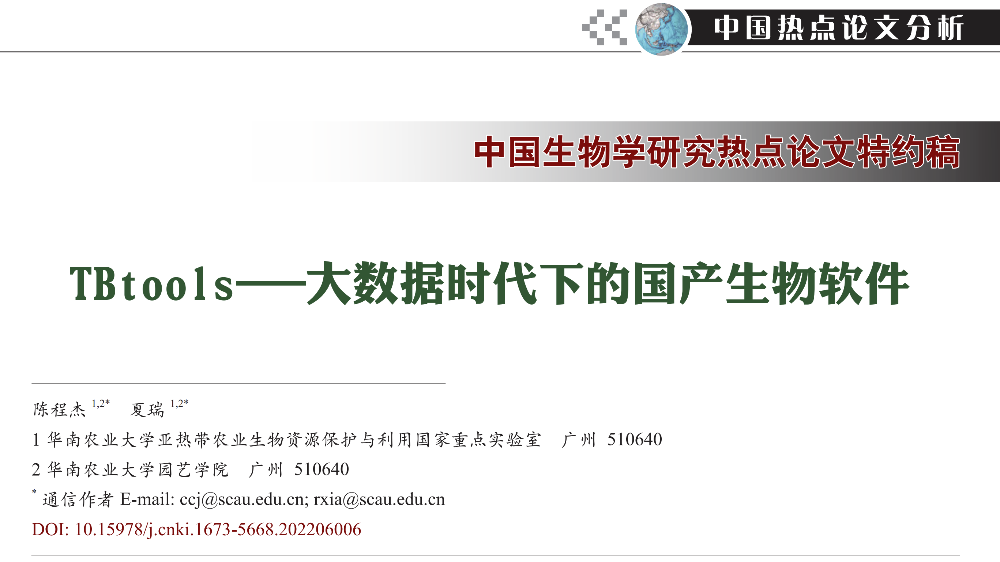 中国热点论文分析
中国生物学研究热点论文特约稿
TBtools——大数据时代下的国产生物软件
陈程杰 1,2* 夏瑞 1,2*
1 华南农业大学亚热带农业生物资源保护与利用国家重点实验室 广州 510640
2 华南农业大学园艺学院 广州 510640
* 通信作者 E-mail: ccj@scau.edu.cn; rxia@scau.edu.cn
DOI: 10.15978/j.cnki.1673-5668.202206006